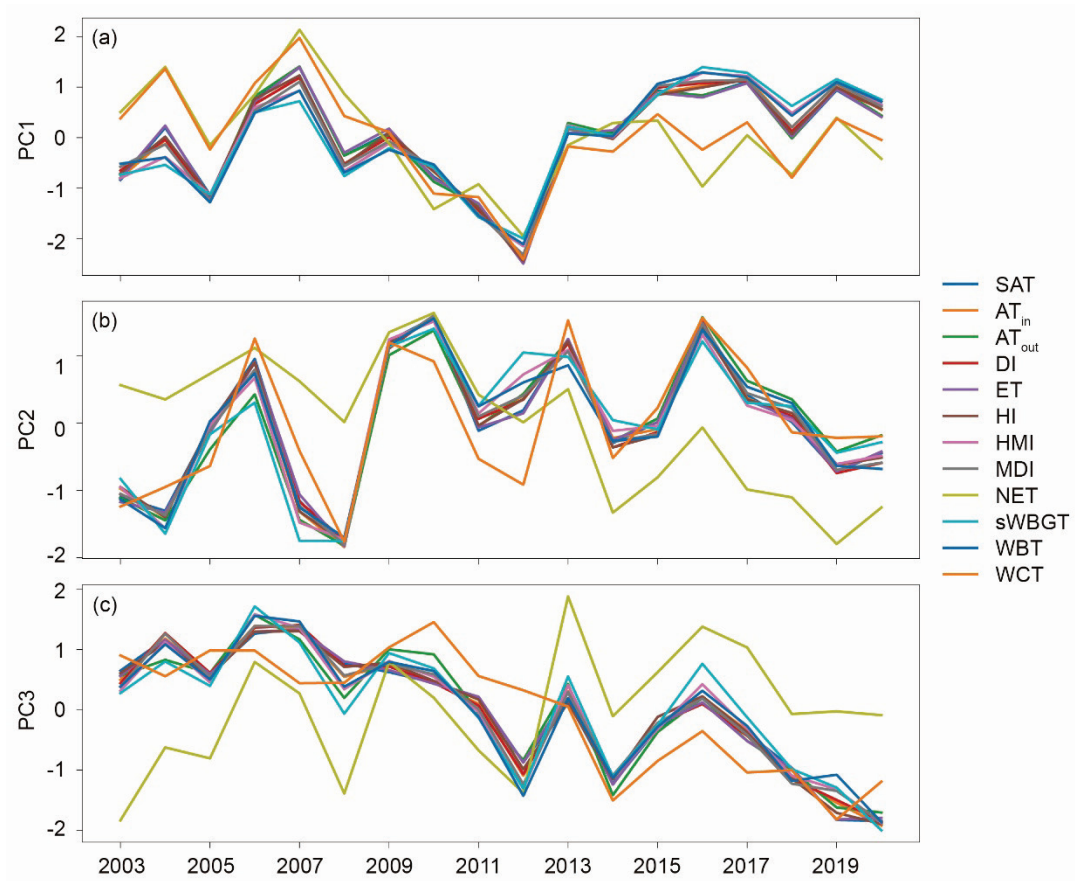 (a)
2
1
0
-1
-2
PC1
(b)
1
0
-1
-2
PC2
(c)
2
1
0
-1
-2
PC3
2003 2005 2007 2009 2011 2013 2015 2017 2019
SAT
ATin
ATout
DI
ET
HI
HMI
MDI
NET
sWBGT
WBT
WCT